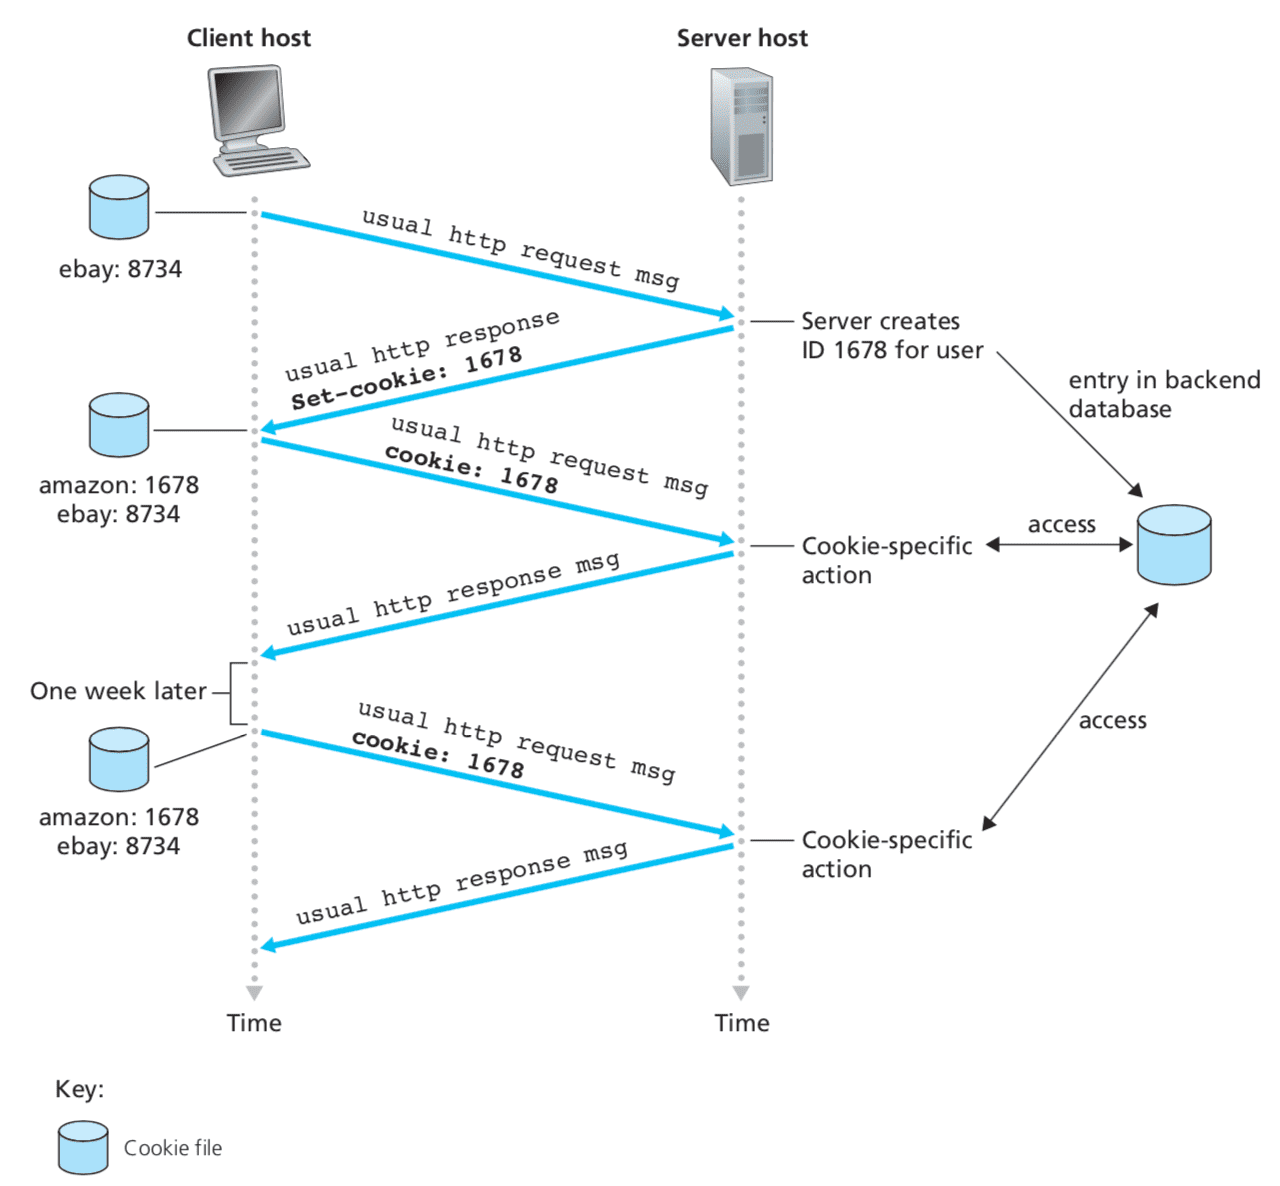 Client host
Server host
ebay: 8734
usual http request msg
Server creates
ID 1678 for user
usual http response
Set-cookie: 1678
entry in backend
database
amazon: 1678
ebay: 8734
usual http request msg
cookie: 1678
access
Cookie-specific
action
usual http response msg
One week later
usual http request msg
cookie: 1678
access
amazon: 1678
ebay: 8734
Cookie-specific
action
usual http response msg
Time
Time
Key:
Cookie file